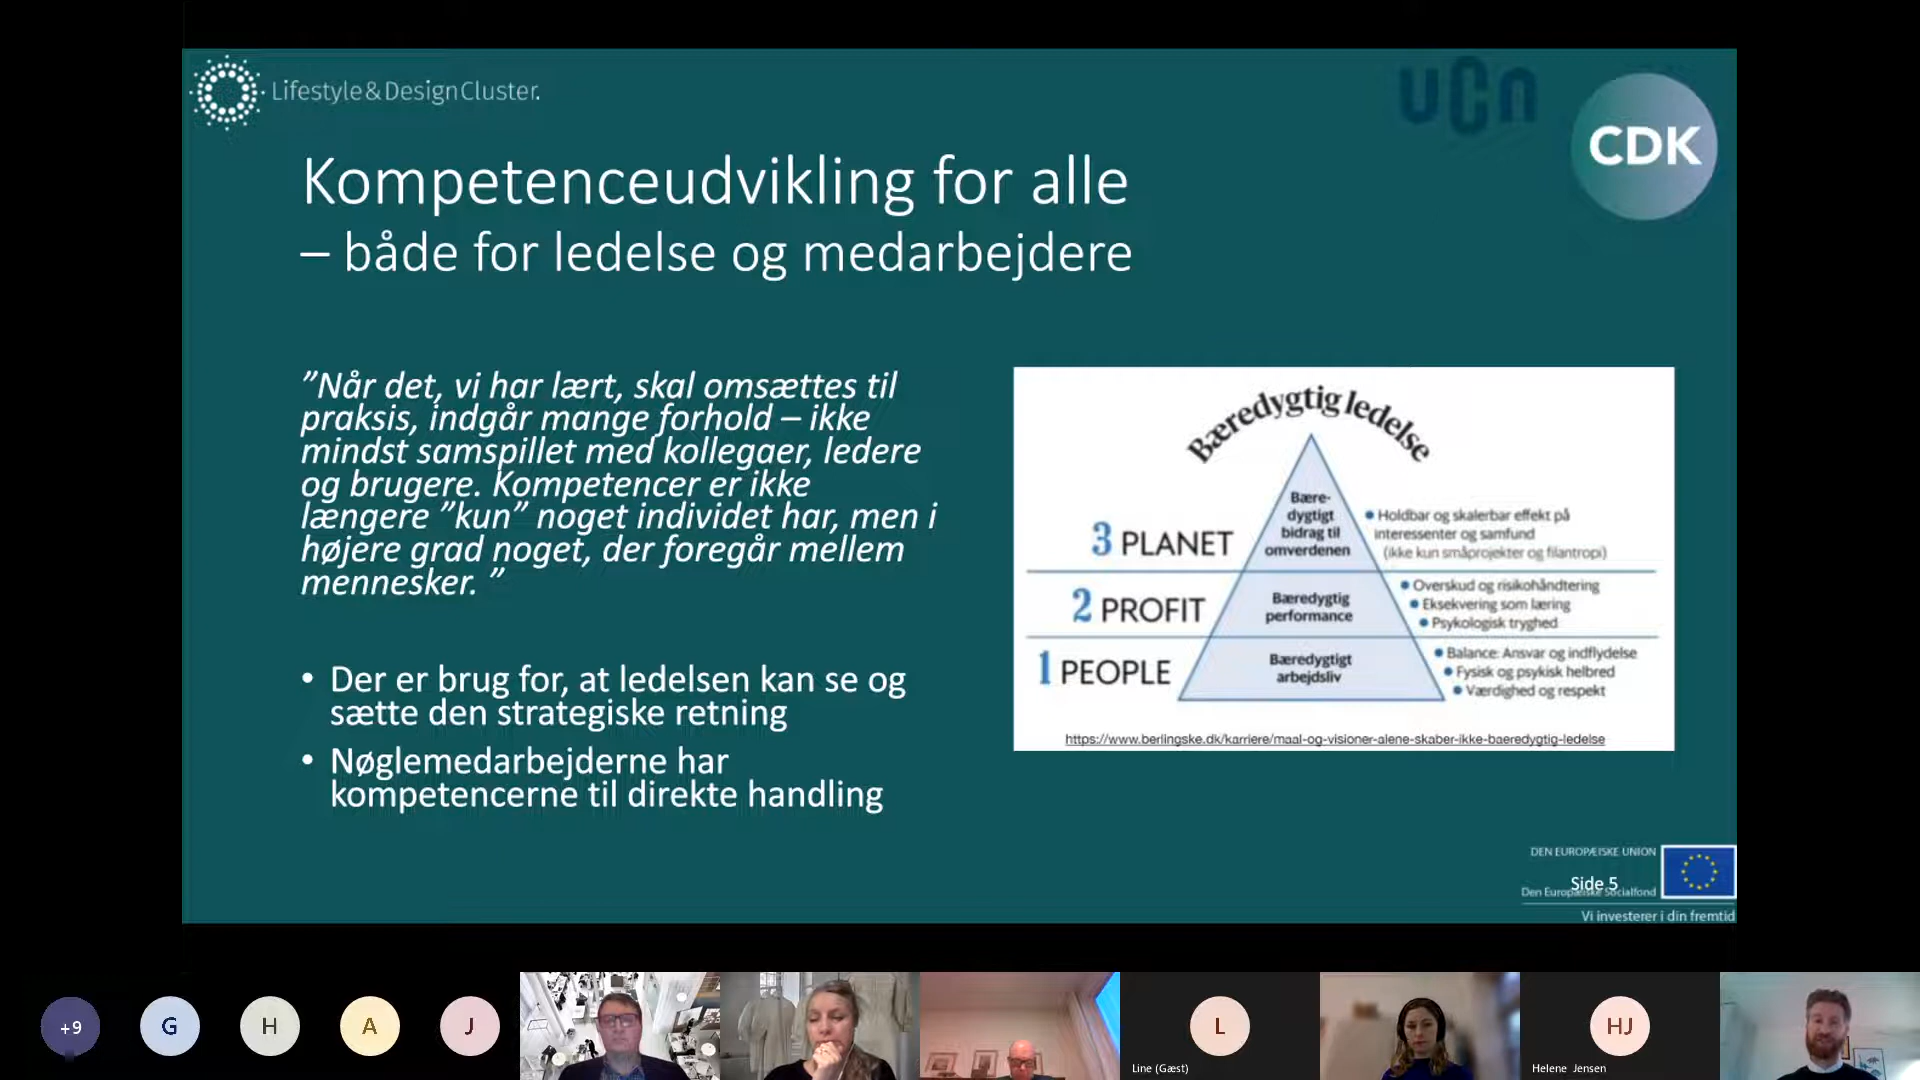 Lifestyle & Design Cluster.
ucn
CDK
Kompetenceudvikling for alle
– både for ledelse og medarbejdere
”Når det, vi har lært, skal omsættes til
praksis, indgår mange forhold – ikke
mindst samspillet med kollegaer, ledere
og brugere. Kompetencer er ikke
længere ”kun” noget individet har, men i
højere grad noget, der foregår mellem
mennesker. ”
• Der er brug for, at ledelsen kan se og
sætte den strategiske retning
• Nøglemedarbejderne har
kompetencerne til direkte handling
Bæredygtig ledelse
3 PLANET
Bære-
dygtigt
bidrag til
omverdenen
• Holdbar og skalerbar effekt på
interessenter og samfund
(ikke kun småprojekter og filantropi)
2 PROFIT
Bæredygtig
performance
• Overskud og risikohåndtering
• Eksekvering som læring
• Psykologisk tryghed
1 PEOPLE
Bæredygtigt
arbejdsliv
• Balance: Ansvar og indflydelse
• Fysisk og psykisk helbred
• Værdighed og respekt
https://www.berlingske.dk/karriere/maal-og-visioner-alene-skaber-ikke-baeredygtig-ledelse
DEN EUROPÆISKE UNION
Side 5
Den Europæiske Socialfond
Vi investerer i din fremtid
+9
G
H
A
J
L
Line (Gæst)
HJ
Helene Jensen